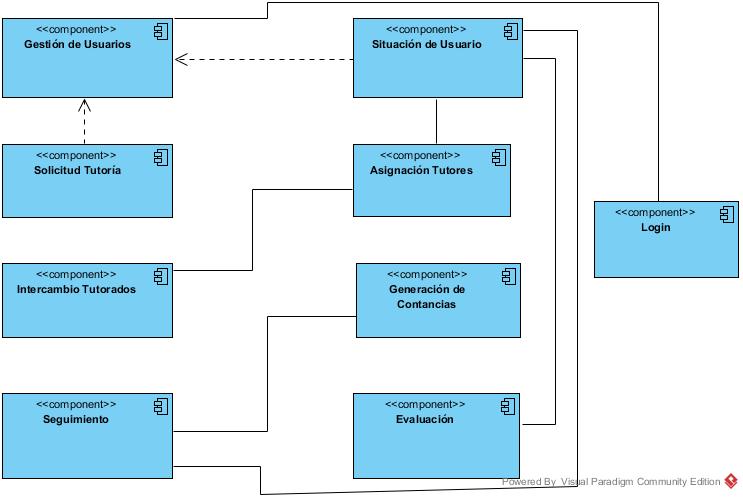 <<component>>
Gestión de Usuarios
<<component>>
Situación de Usuario
<<component>>
Solicitud Tutoría
<<component>>
Asignación Tutores
<<component>>
Login
<<component>>
Intercambio Tutorados
<<component>>
Generación de
Contancias
<<component>>
Seguimiento
<<component>>
Evaluación
Powered By Visual Paradigm Community Edition